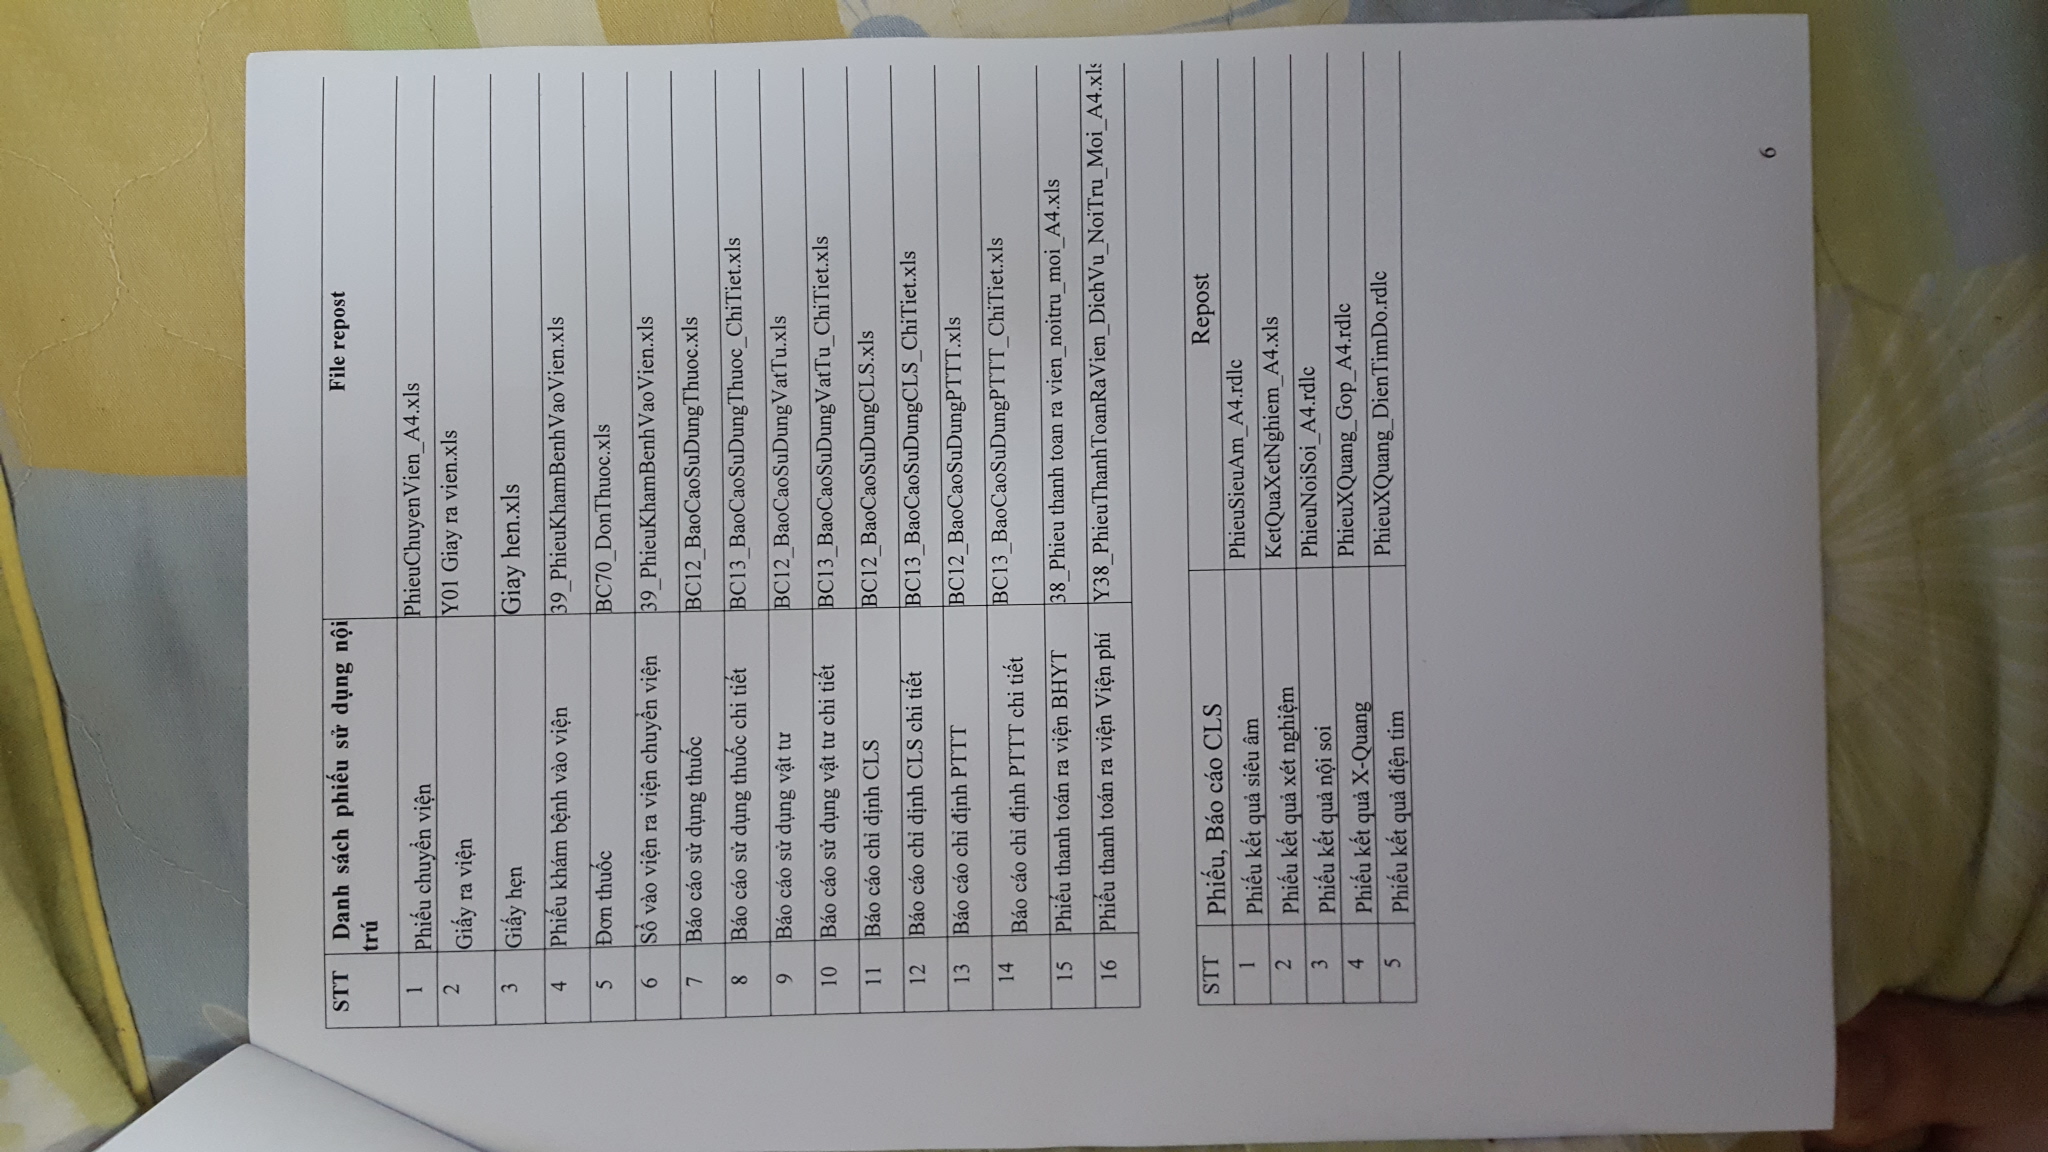 STT Danh sách phiếu sử dụng nội trú File repost
1 Phiếu chuyển viện PhieuChuyenVien_A4.xls
2 Giấy ra viện Y01 Giay ra vien.xls
3 Giấy hẹn Giay hen.xls
4 Phiếu khám bệnh vào viện 39_PhieuKhamBenhVaoVien.xls
5 Đơn thuốc BC70_DonThuoc.xls
6 Sổ vào viện ra viện chuyển viện 39_PhieuKhamBenhVaoVien.xls
7 Báo cáo sử dụng thuốc BC12_BaoCaoSuDungThuoc.xls
8 Báo cáo sử dụng thuốc chi tiết BC13_BaoCaoSuDungThuoc_ChiTiet.xls
9 Báo cáo sử dụng vật tư BC12_BaoCaoSuDungVatTu.xls
10 Báo cáo sử dụng vật tư chi tiết BC13_BaoCaoSuDungVatTu_ChiTiet.xls
11 Báo cáo chỉ dịnh CLS BC12_BaoCaoSuDungCLS.xls
12 Báo cáo chỉ dịnh CLS chi tiết BC13_BaoCaoSuDungCLS_ChiTiet.xls
13 Báo cáo chỉ định PTTT BC12_BaoCaoSuDungPTTT.xls
14 Báo cáo chỉ định PTTT chi tiết BC13_BaoCaoSuDungPTTT_ChiTiet.xls
15 Phiếu thanh toán ra viện BHYT 38_Phieu thanh toan ra vien_noitru_moi_A4.xls
16 Phiếu thanh toán ra viện Viện phí Y38_PhieuThanhToanRaVien_DichVu_NoiTru_Moi_A4.xls
STT Phiếu, Báo cáo CLS Repost
1 Phiếu kết quả siêu âm PhieuSieuAm_A4.rdlc
2 Phiếu kết quả xét nghiệm KetQuaXetNghiem_A4.xls
3 Phiếu kết quả nội soi PhieuNoiSoi_A4.rdlc
4 Phiếu kết quả X-Quang PhieuXQuang_Gop_A4.rdlc
5 Phiếu kết quả điện tim PhieuXQuang_DienTimDo.rdlc
6